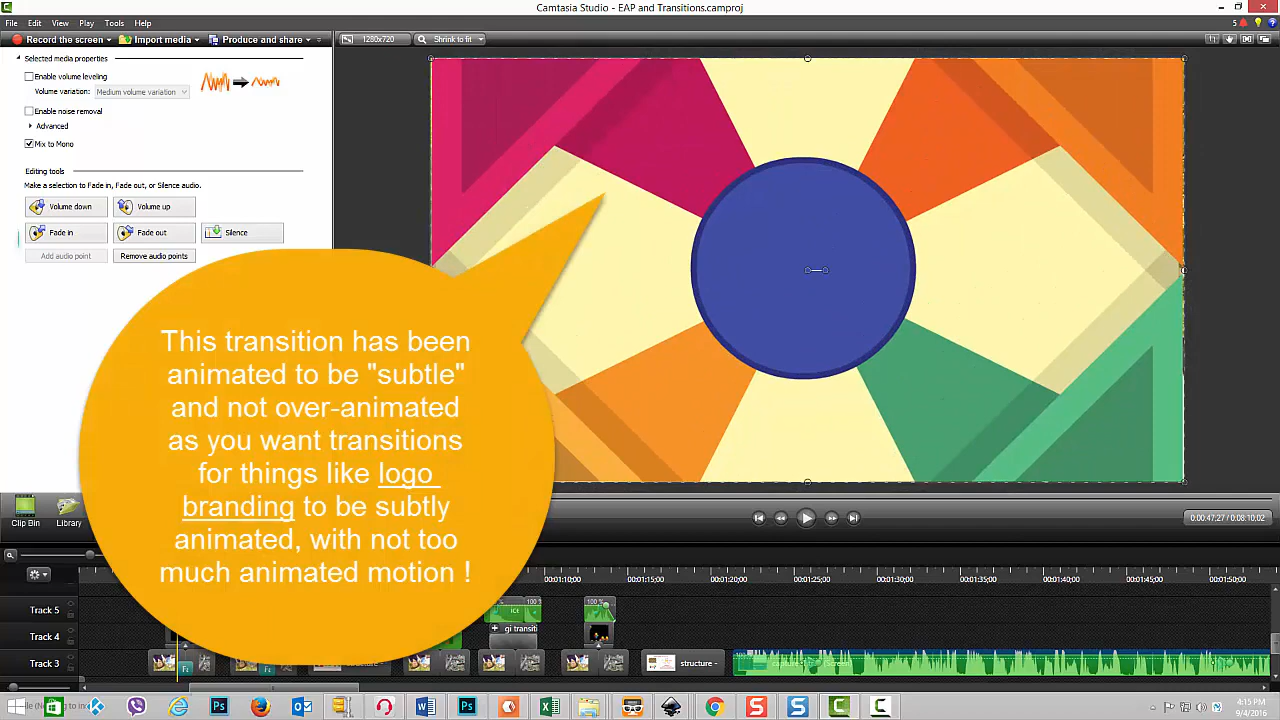 Camtasia Studio - EAP and Transitions.camproj
File Edit View Play Tools Help
5
Record the screen Import media Produce and share
1280x720 Shrink to fit
Selected media properties
Enable volume leveling
Volume variation: Medium volume variation
Enable noise removal
Advanced
Mix to Mono
Editing tools
Make a selection to Fade in, Fade out, or Silence audio.
Volume down Volume up
Fade in Fade out Silence
Add audio point Remove audio points
This transition has been
animated to be "subtle"
and not over-animated
as you want transitions
for things like logo
branding to be subtly
animated, with not too
much animated motion !
Clip Bin Library
0:00:47;27 / 0:08:10;02
00:01:10;00 00:01:15;00 00:01:20;00 00:01:25;00 00:01:30;00 00:01:35;00 00:01:40;00 00:01:45;00 00:01:50;00
Track 5
Track 4
gi transiti
Track 3
structure -
4:15 PM
9/4/2016